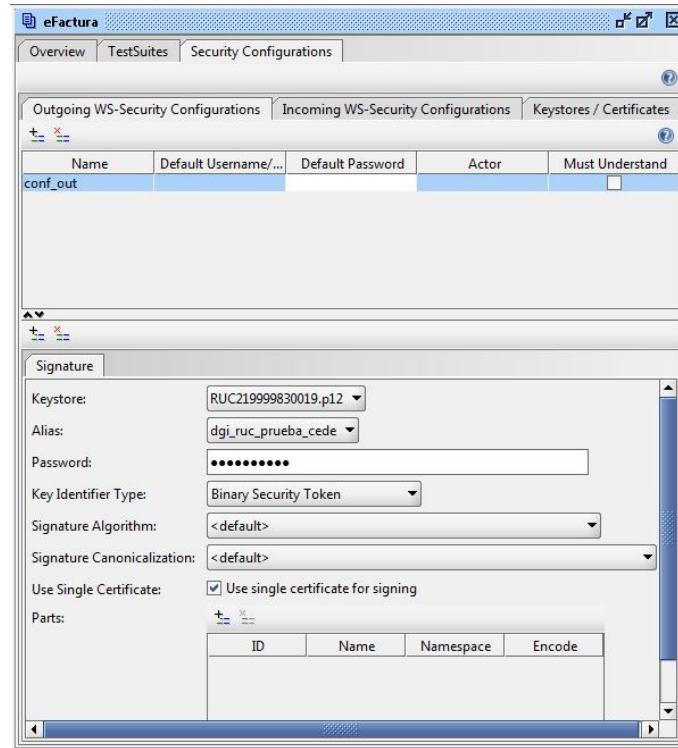 eFactura
Overview TestSuites Security Configurations
Outgoing WS-Security Configurations Incoming WS-Security Configurations Keystores / Certificates
Name Default Username/... Default Password Actor Must Understand
conf_out
Signature
Keystore: RUC219999830019.p12
Alias: dgi_ruc_prueba_cede
Password: ••••••••••
Key Identifier Type: Binary Security Token
Signature Algorithm: <default>
Signature Canonicalization: <default>
Use Single Certificate: Use single certificate for signing
Parts:
ID Name Namespace Encode